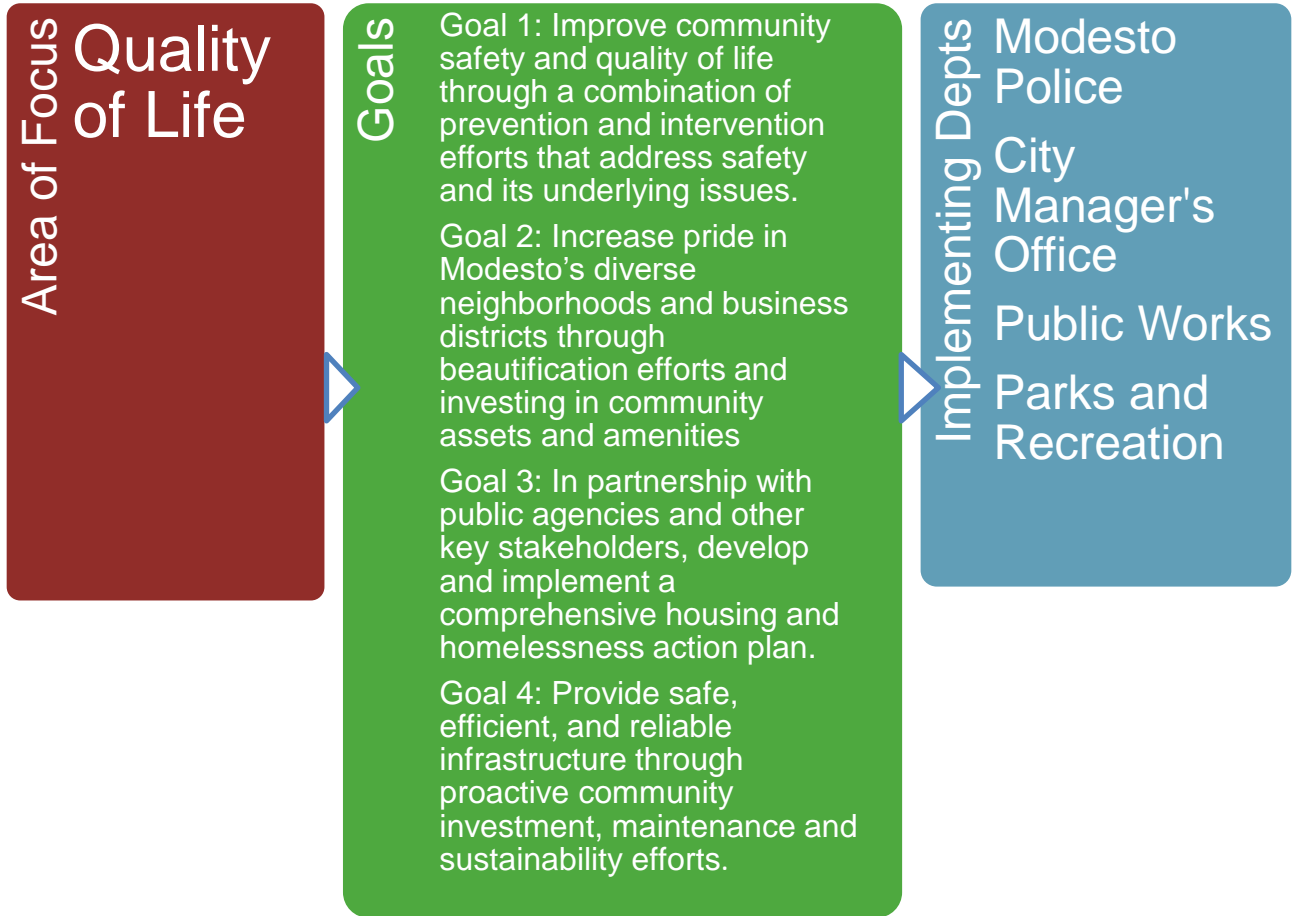 Area of Focus
Quality
of Life
Goals
Goal 1: Improve community
safety and quality of life
through a combination of
prevention and intervention
efforts that address safety
and its underlying issues.
Goal 2: Increase pride in
Modesto’s diverse
neighborhoods and business
districts through
beautification efforts and
investing in community
assets and amenities
Goal 3: In partnership with
public agencies and other
key stakeholders, develop
and implement a
comprehensive housing and
homelessness action plan.
Goal 4: Provide safe,
efficient, and reliable
infrastructure through
proactive community
investment, maintenance and
sustainability efforts.
Implementing Depts
Modesto
Police
City
Manager's
Office
Public Works
Parks and
Recreation